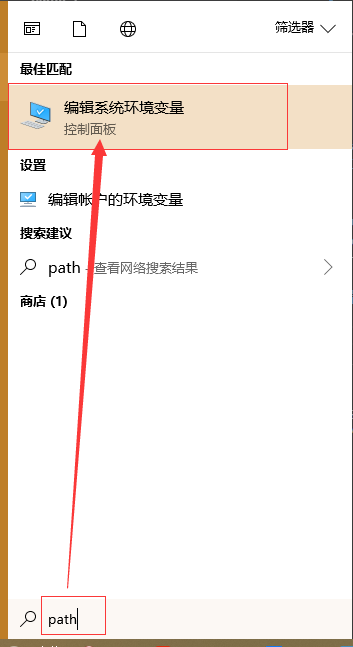 筛选器
最佳匹配
编辑系统环境变量
控制面板
设置
编辑帐户的环境变量
搜索建议
path - 查看网络搜索结果
商店 (1)
path